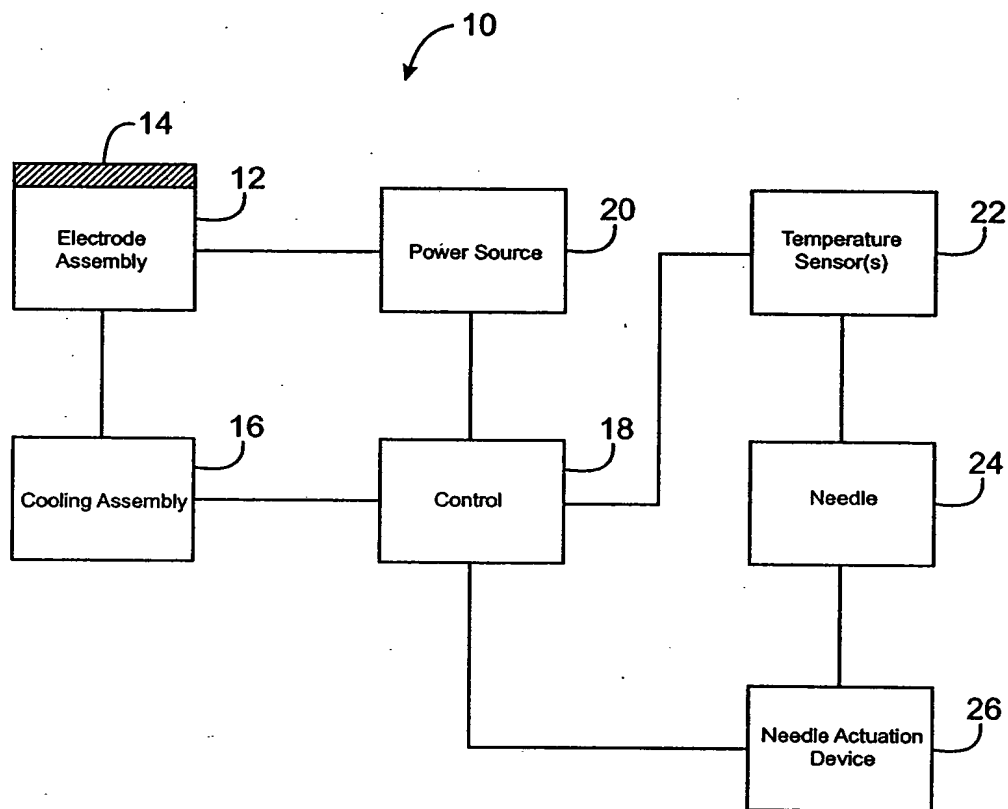 10
14
12
Electrode
Assembly
20
Power Source
22
Temperature
Sensor(s)
16
Cooling Assembly
18
Control
24
Needle
26
Needle Actuation
Device